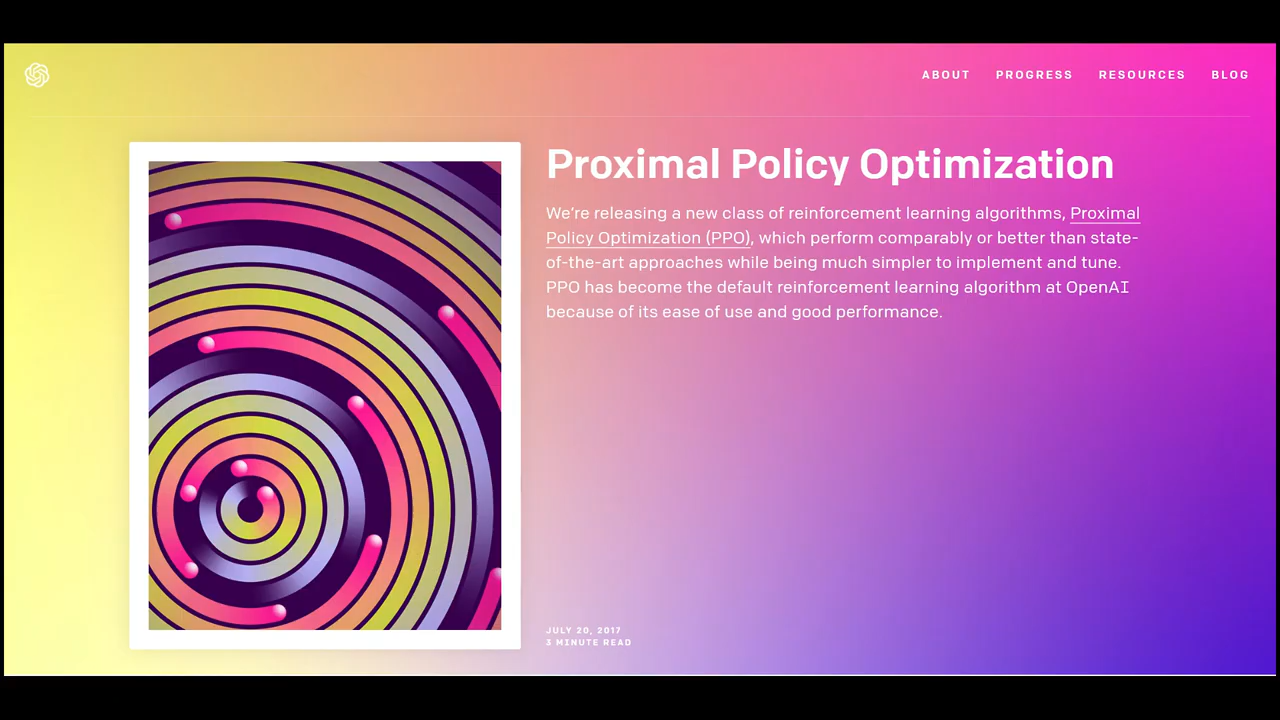 ABOUT PROGRESS RESOURCES BLOG
Proximal Policy Optimization
We're releasing a new class of reinforcement learning algorithms, Proximal
Policy Optimization (PPO), which perform comparably or better than state-
of-the-art approaches while being much simpler to implement and tune.
PPO has become the default reinforcement learning algorithm at OpenAI
because of its ease of use and good performance.
JULY 20, 2017
3 MINUTE READ